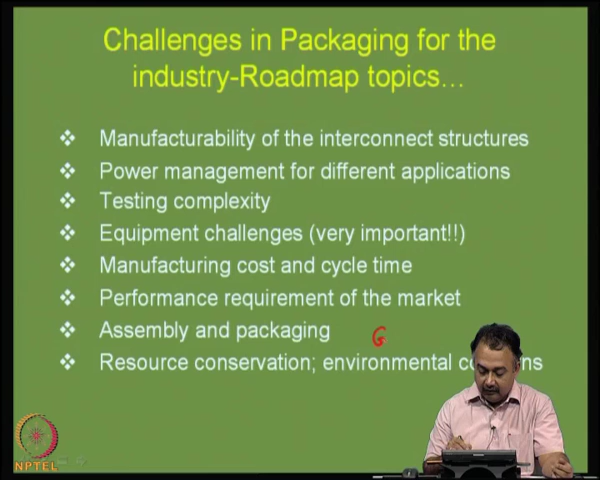 Challenges in Packaging for the
industry-Roadmap topics...
❖ Manufacturability of the interconnect structures
❖ Power management for different applications
❖ Testing complexity
❖ Equipment challenges (very important!!)
❖ Manufacturing cost and cycle time
❖ Performance requirement of the market
❖ Assembly and packaging G
❖ Resource conservation; environmental
NPTEL